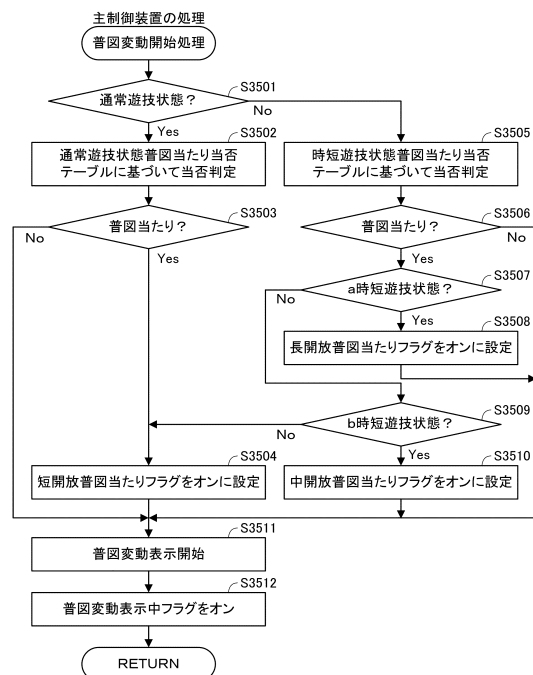 主制御装置の処理
普図変動開始処理
S3501
通常遊技状態？
No
Yes
S3502
通常遊技状態普図当たり当否
テーブルに基づいて当否判定
S3505
時短遊技状態普図当たり当否
テーブルに基づいて当否判定
S3503
普図当たり？
No
Yes
S3506
普図当たり？
No
Yes
S3507
a時短遊技状態？
No
Yes
S3508
長開放普図当たりフラグをオンに設定
S3509
b時短遊技状態？
No
Yes
S3504
短開放普図当たりフラグをオンに設定
S3510
中開放普図当たりフラグをオンに設定
S3511
普図変動表示開始
S3512
普図変動表示中フラグをオン
RETURN